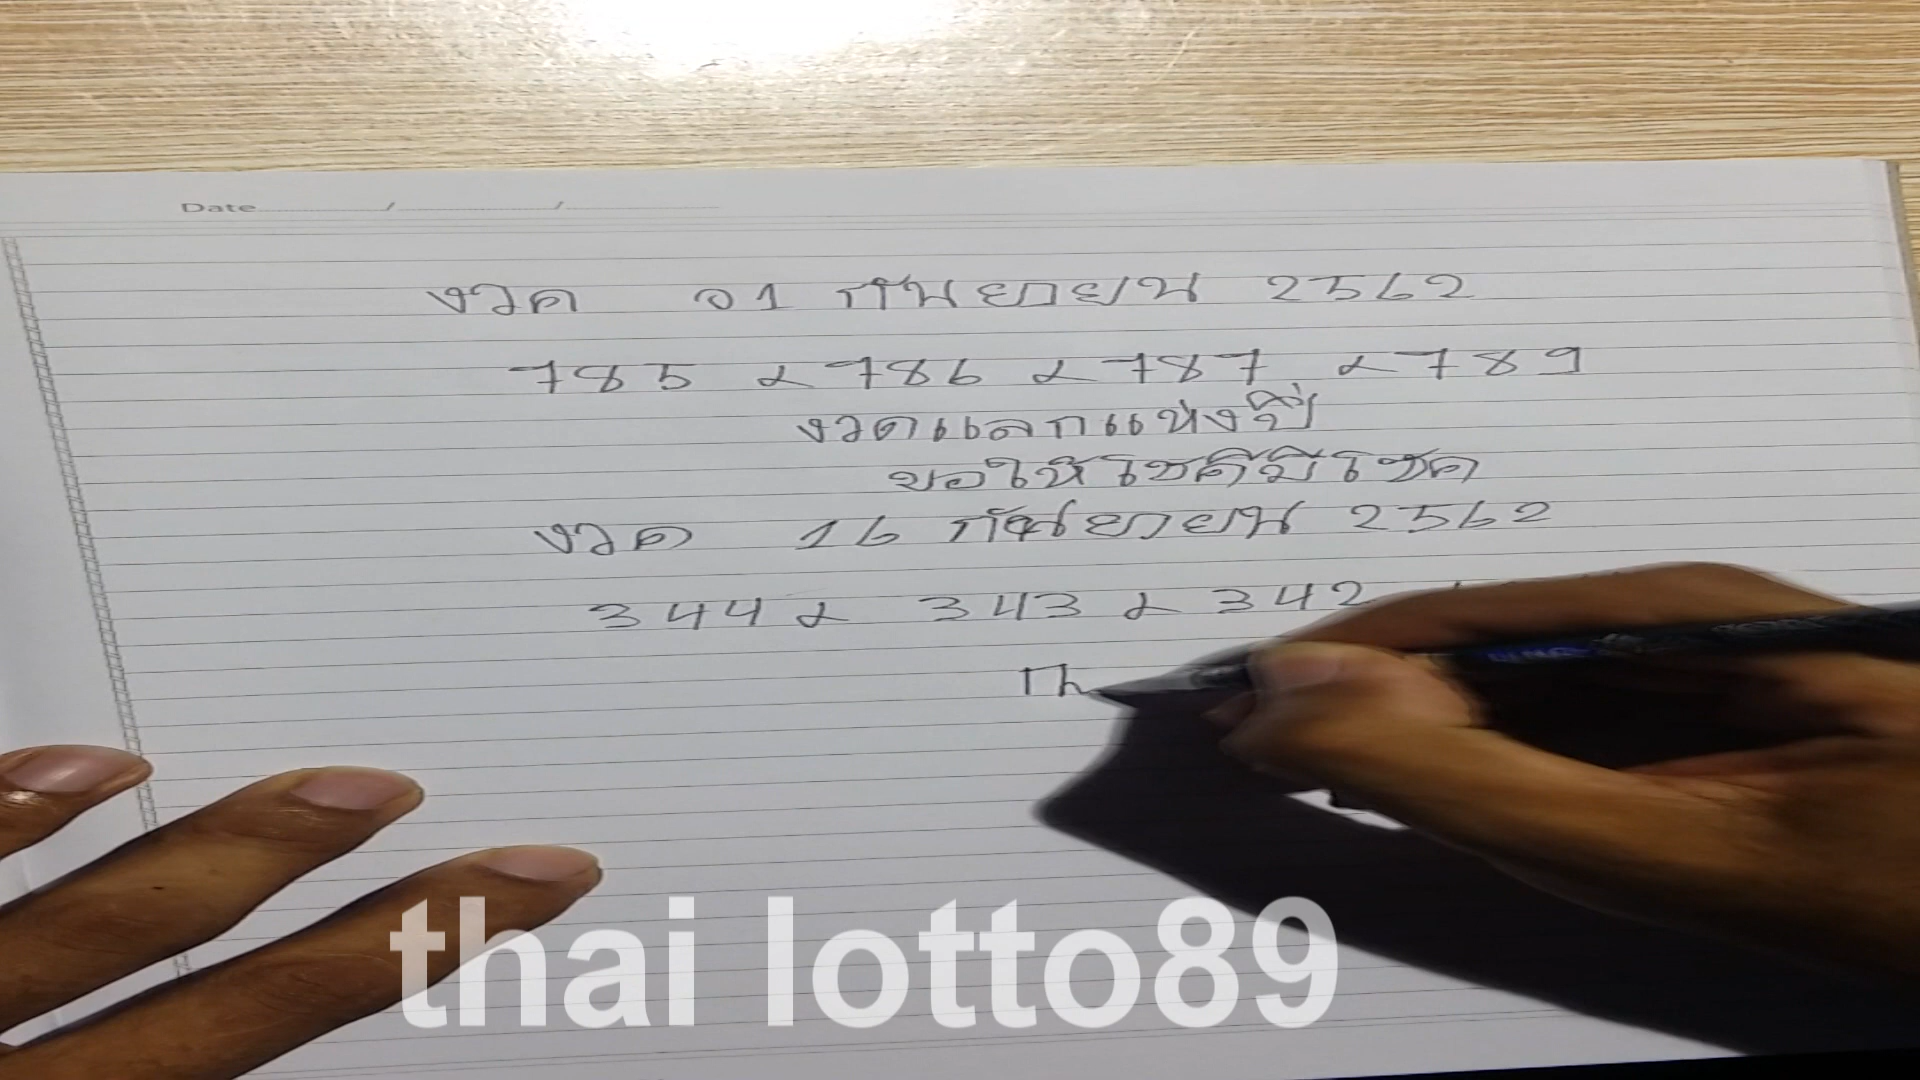 Date / /
งวด 01 กันยายน 2562
785 & 786 & 787 & 789
งวดแลกแห่ง
ขอให้โชคดีมีโชค
งวด 16 กันยายน 2562
344 & 343 & 342
Th
thai lotto89